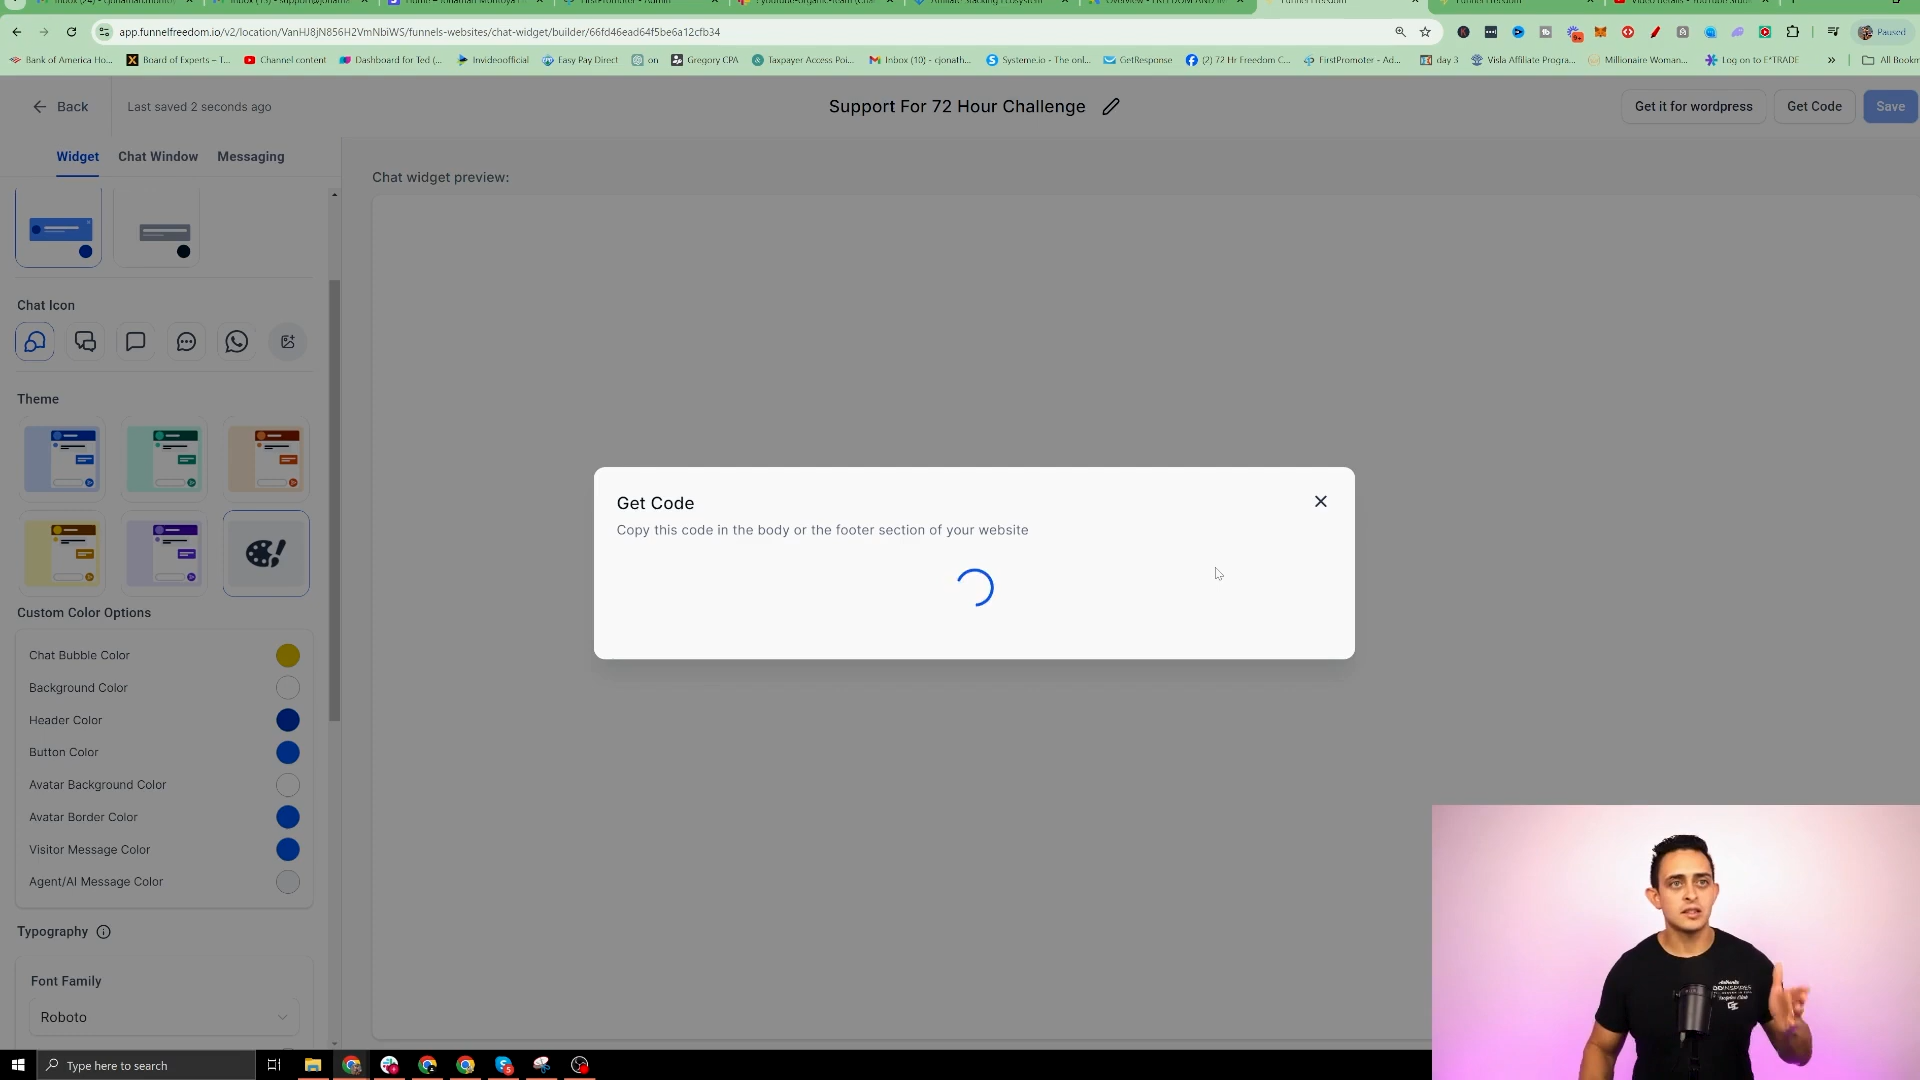 app.funnelfreedom.io/v2/location/VanHJ8jN856H2VmNbiWS/funnels-websites/chat-widget/builder/66fd46ead64f5be6a12cfb34
Paused
Bank of America Ho...
Board of Experts – T...
Channel content
Dashboard for Ted (...
Invideoofficial
Easy Pay Direct
on
Gregory CPA
Taxpayer Access Poi...
Inbox (10) - cjonath...
Systeme.io - The onl...
GetResponse
(2) 72 Hr Freedom C...
FirstPromoter - Ad...
day 3
Visla Affiliate Progra...
Millionaire Woman...
Log on to E*TRADE
»
All Bookm
Back
Last saved 2 seconds ago
Support For 72 Hour Challenge
Get it for wordpress
Get Code
Save
Widget
Chat Window
Messaging
Chat widget preview:
Chat Icon
Theme
Get Code
Copy this code in the body or the footer section of your website
Custom Color Options
Chat Bubble Color
Background Color
Header Color
Button Color
Avatar Background Color
Avatar Border Color
Visitor Message Color
Agent/AI Message Color
Typography
Font Family
Roboto
Type here to search